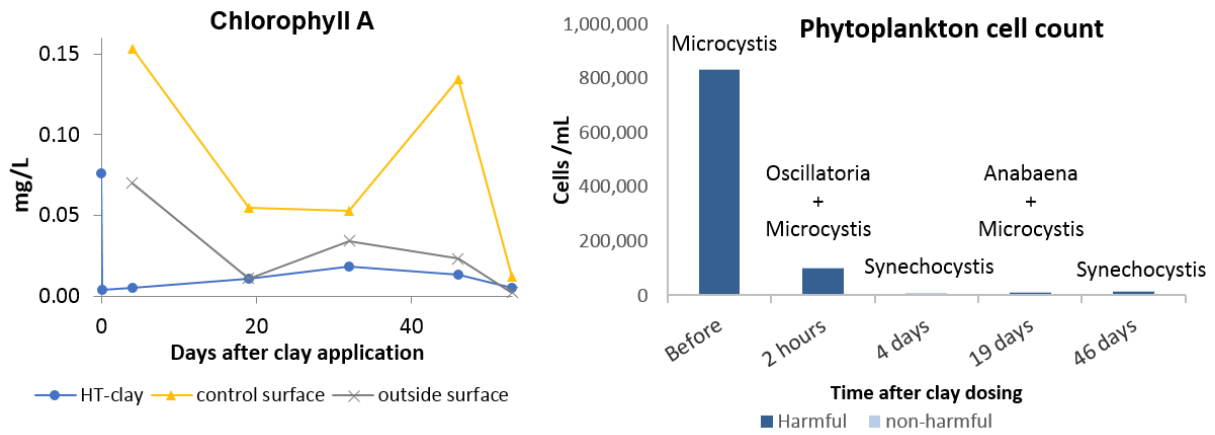 Chlorophyll A
0.15
0.10
0.05
0.00
mg/L
0
20
40
Days after clay application
HT-clay
control surface
outside surface
Phytoplankton cell count
1,000,000
800,000
600,000
400,000
200,000
0
Cells /mL
Microcystis
Oscillatoria
+
Microcystis
Synechocystis
Anabaena
+
Microcystis
Synechocystis
Before
2 hours
4 days
19 days
46 days
Time after clay dosing
Harmful
non-harmful